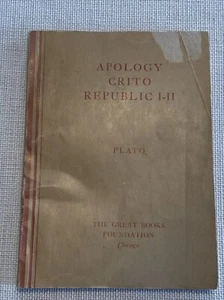 APOLOGY
CRITO
REPUBLIC I-II
PLATO
THE GREAT BOOKS
FOUNDATION
Chicago